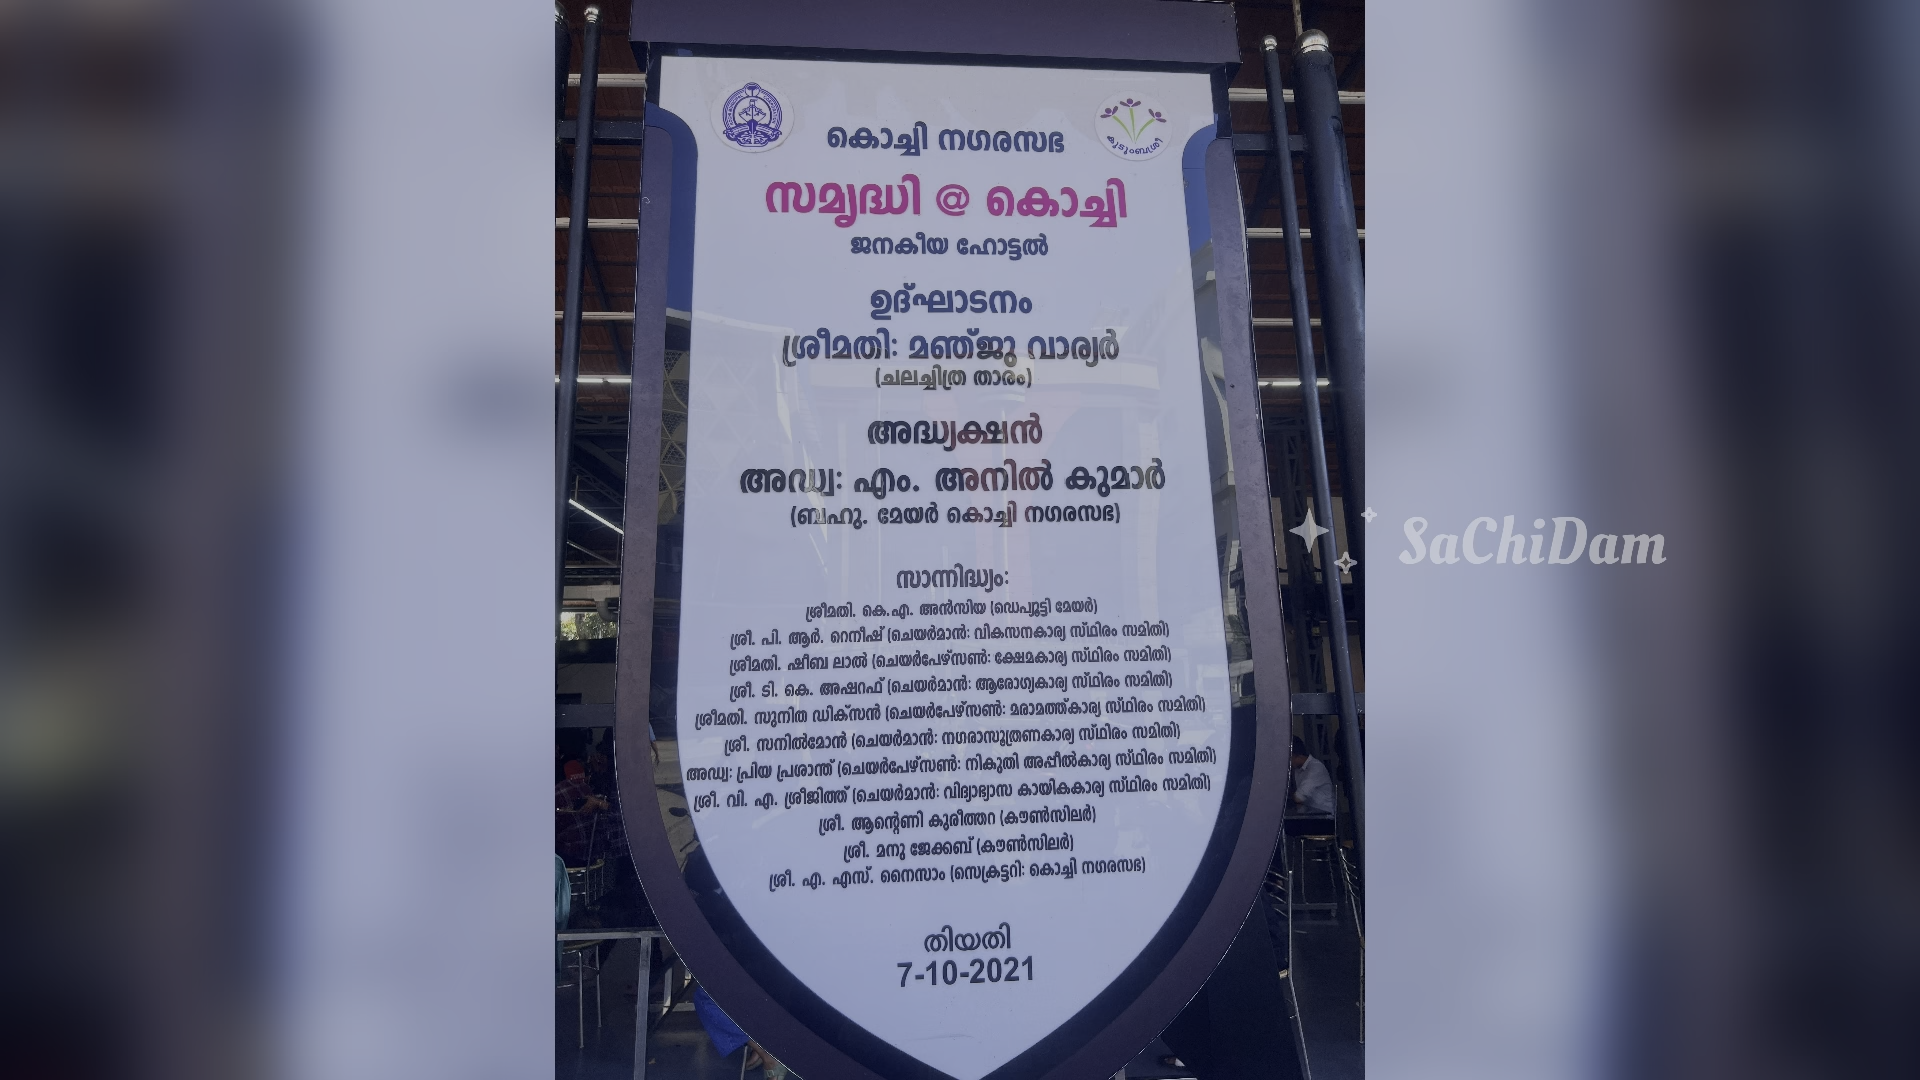 കൊച്ചി നഗരസഭ
കുടുംബശ്രീ
സമൃദ്ധി @ കൊച്ചി
ജനകീയ ഹോട്ടൽ
ഉദ്ഘാടനം
ശ്രീമതി: മഞ്ജു വാര്യർ
(ചലച്ചിത്ര താരം)
അദ്ധ്യക്ഷൻ
അഡ്വ: എം. അനിൽ കുമാർ
(ബഹു. മേയർ കൊച്ചി നഗരസഭ)
സാന്നിദ്ധ്യം:
ശ്രീമതി. കെ.എ. അൻസിയ (ഡെപ്യൂട്ടി മേയർ)
ശ്രീ. പി. ആർ. റെനീഷ് (ചെയർമാൻ: വികസനകാര്യ സ്ഥിരം സമിതി)
ശ്രീമതി. ഷീബ ലാൽ (ചെയർപേഴ്സൺ: ക്ഷേമകാര്യ സ്ഥിരം സമിതി)
ശ്രീ. ടി. കെ. അഷറഫ് (ചെയർമാൻ: ആരോഗ്യകാര്യ സ്ഥിരം സമിതി)
ശ്രീമതി. സുനിത ഡിക്സൻ (ചെയർപേഴ്സൺ: മരാമത്ത്കാര്യ സ്ഥിരം സമിതി)
ശ്രീ. സനിൽമോൻ (ചെയർമാൻ: നഗരാസൂത്രണകാര്യ സ്ഥിരം സമിതി)
അഡ്വ: പ്രിയ പ്രശാന്ത് (ചെയർപേഴ്സൺ: നികുതി അപ്പീൽകാര്യ സ്ഥിരം സമിതി)
ശ്രീ. വി. എ. ശ്രീജിത്ത് (ചെയർമാൻ: വിദ്യാഭ്യാസ കായികകാര്യ സ്ഥിരം സമിതി)
ശ്രീ. ആന്റെണി കുരീത്തറ (കൗൺസിലർ)
ശ്രീ. മനു ജേക്കബ് (കൗൺസിലർ)
ശ്രീ. എ. എസ്. നൈസാം (സെക്രട്ടറി: കൊച്ചി നഗരസഭ)
തിയതി
7-10-2021
SaChiDam